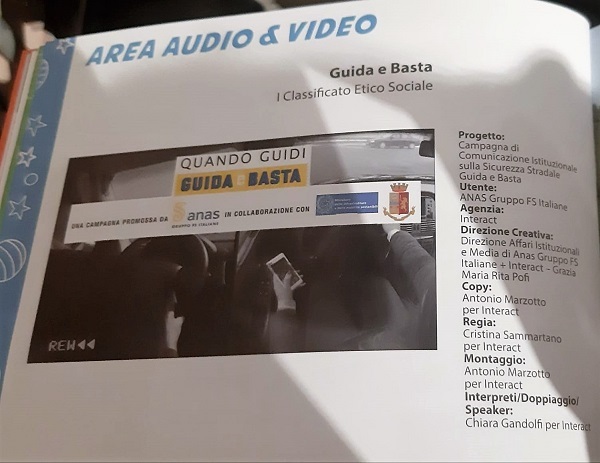 AREA AUDIO & VIDEO
Guida e Basta
I Classificato Etico Sociale
QUANDO GUIDI
GUIDA e BASTA
UNA CAMPAGNA PROMOSSA DA anas IN COLLABORAZIONE CON
GRUPPO FS ITALIANE
REW
Progetto:
Campagna di
Comunicazione Istituzionale
sulla Sicurezza Stradale
Guida e Basta
Utente:
ANAS Gruppo FS Italiane
Agenzia:
Interact
Direzione Creativa:
Direzione Affari Istituzionali
e Media di Anas Gruppo FS
Italiane + Interact – Grazia
Maria Rita Pofi
Copy:
Antonio Marzotto
per Interact
Regia:
Cristina Sammartano
per Interact
Montaggio:
Antonio Marzotto
per Interact
Interpreti/Doppiaggio/
Speaker:
Chiara Gandolfi per Interact